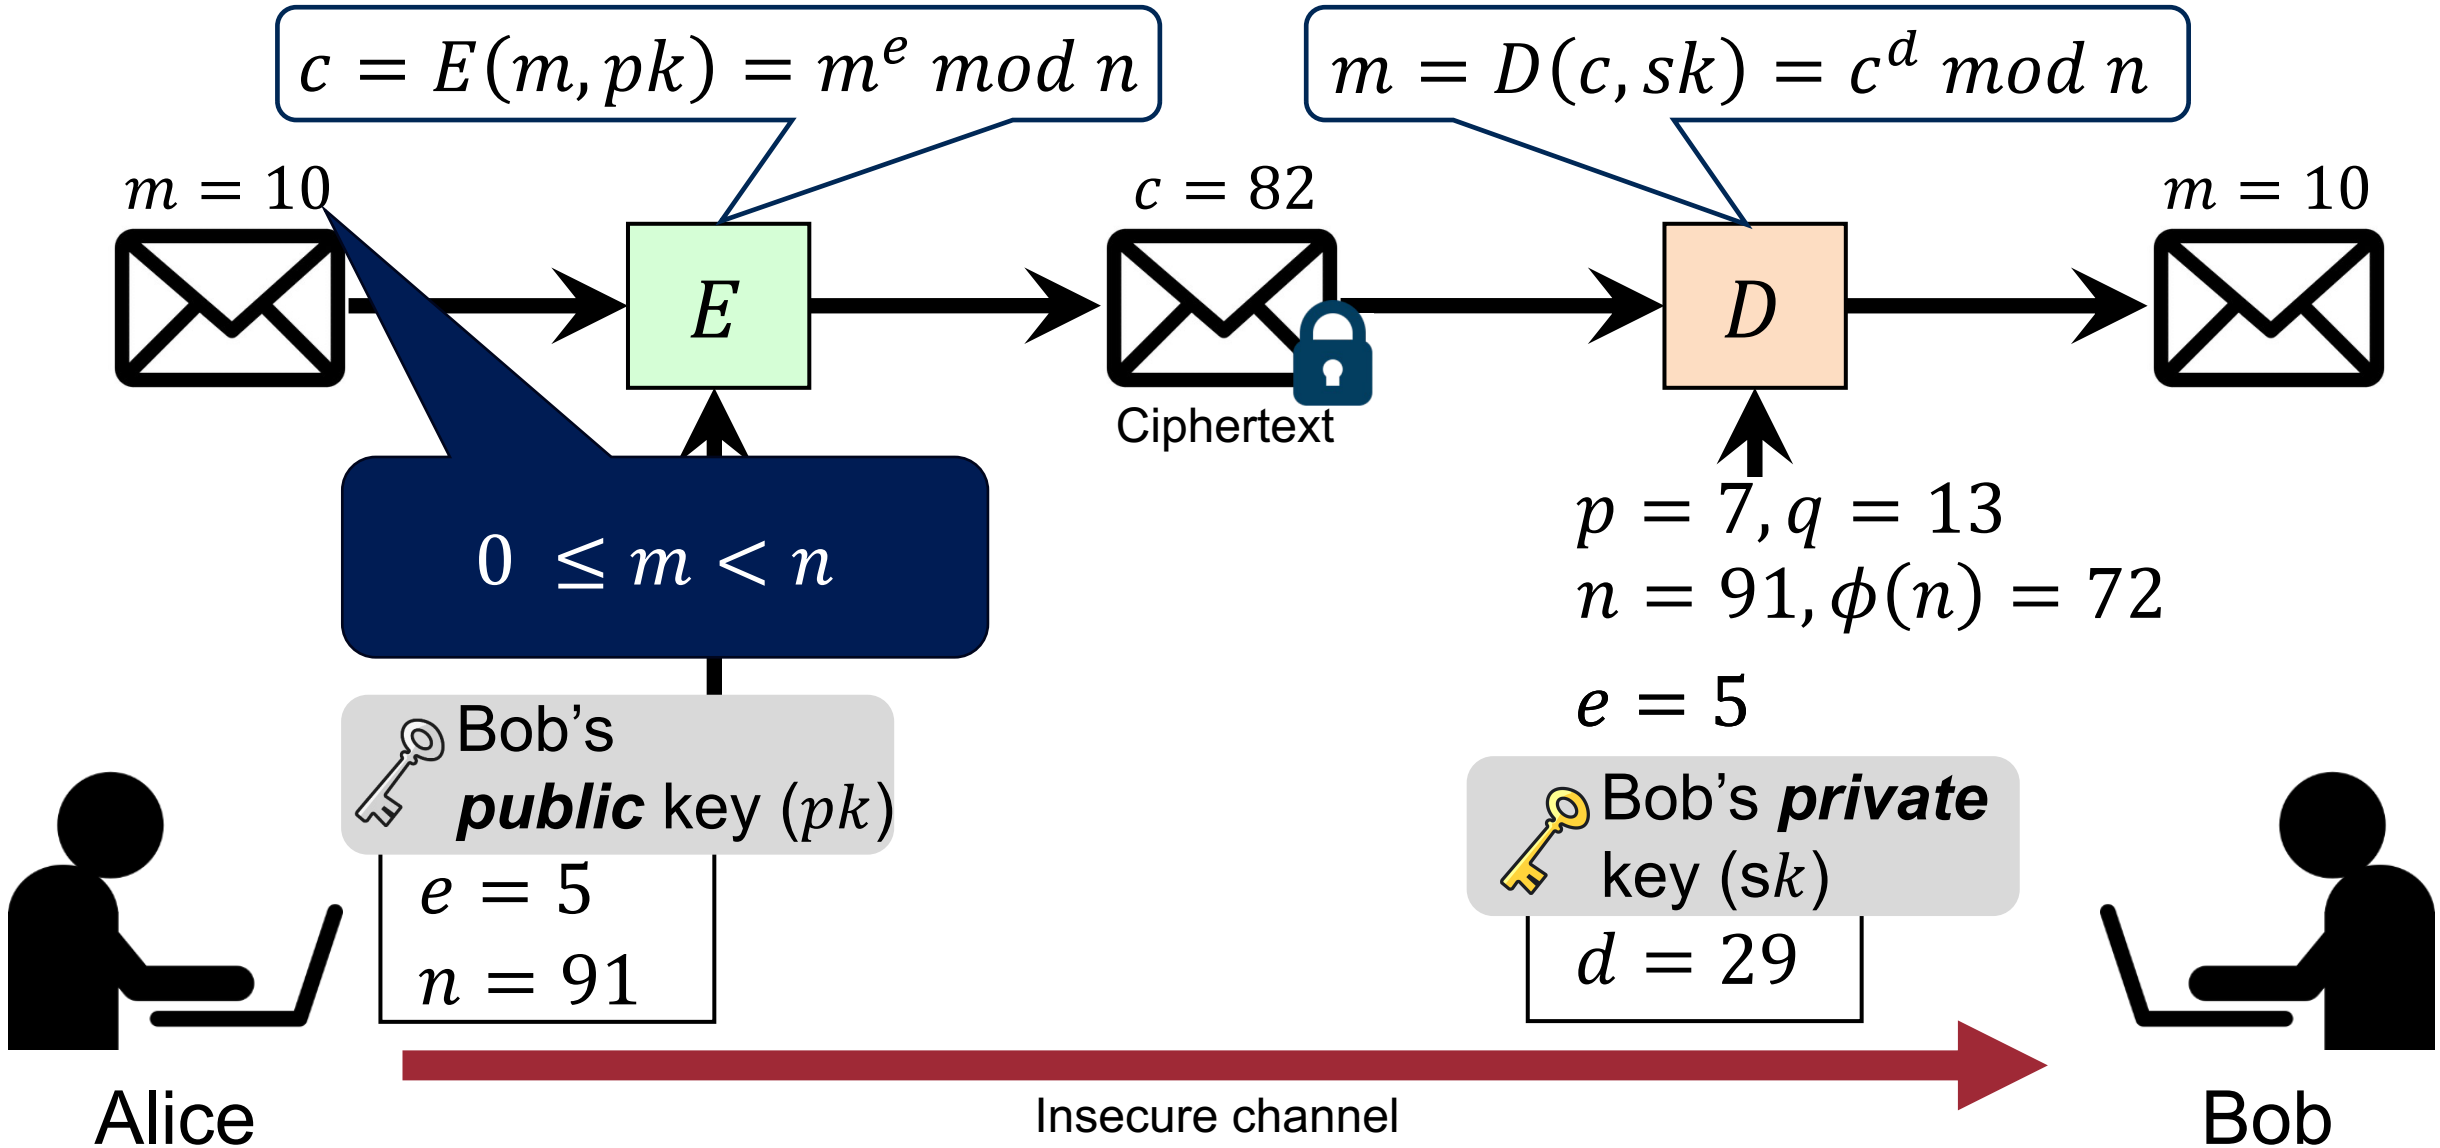 c = E(m, pk) = m^e mod n
m = D(c, sk) = c^d mod n
m = 10
c = 82
m = 10
E
D
Ciphertext
0 ≤ m < n
p = 7, q = 13
n = 91, ϕ(n) = 72
e = 5
Bob’s
public key (pk)
e = 5
n = 91
Bob’s private
key (sk)
d = 29
Alice
Insecure channel
Bob